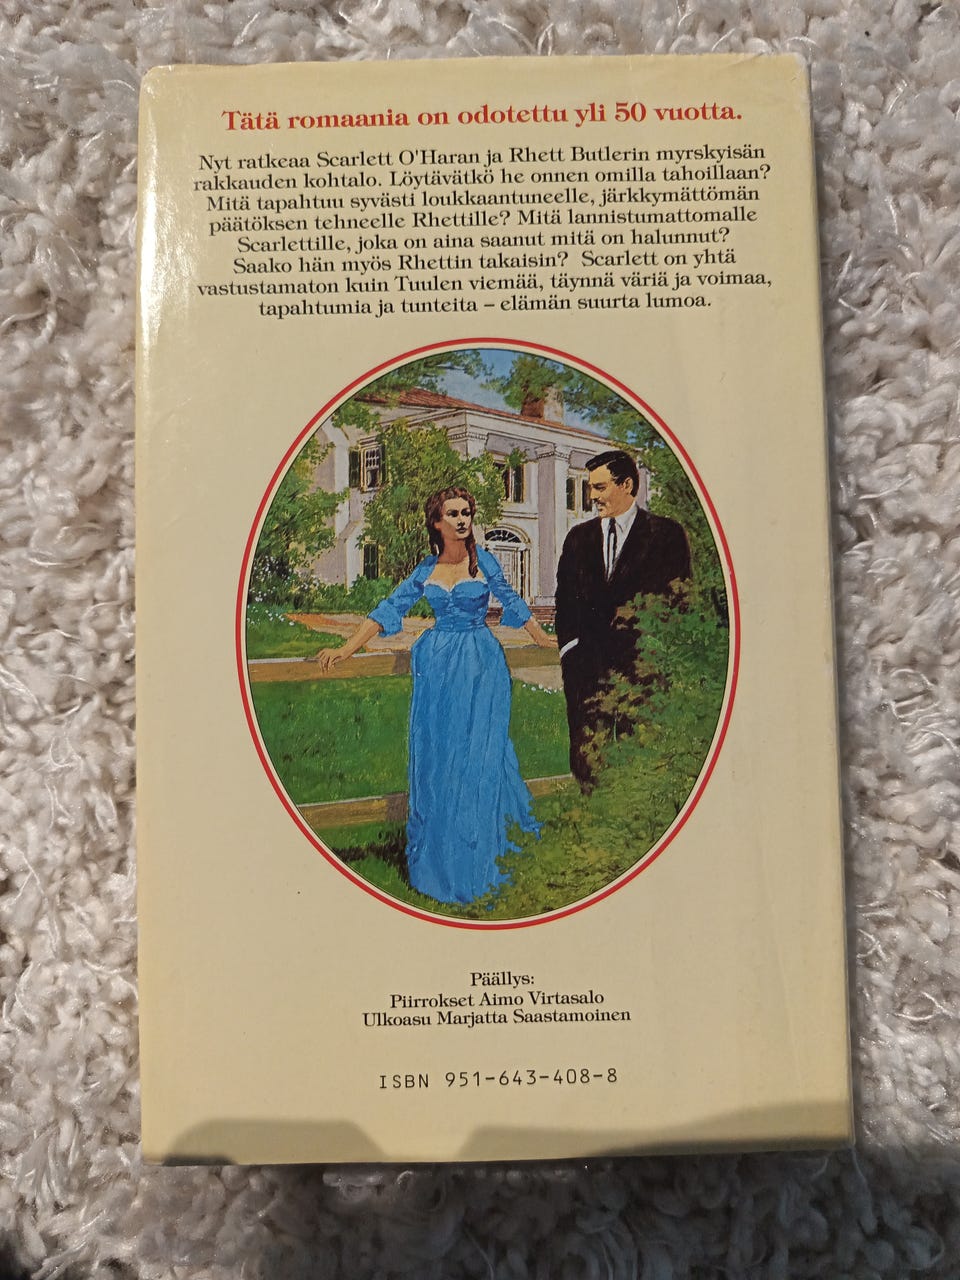 Tätä romaania on odotettu yli 50 vuotta.
Nyt ratkeaa Scarlett O'Haran ja Rhett Butlerin myrskyisän
rakkauden kohtalo. Löytävätkö he onnen omilla tahoillaan?
Mitä tapahtuu syvästi loukkaantuneelle, järkkymättömän
päätöksen tehneelle Rhettille? Mitä lannistumattomalle
Scarlettille, joka on aina saanut mitä on halunnut?
Saako hän myös Rhettin takaisin? Scarlett on yhtä
vastustamaton kuin Tuulen viemää, täynnä väriä ja voimaa,
tapahtumia ja tunteita – elämän suurta lumoa.
Päällys:
Piirrokset Aimo Virtasalo
Ulkoasu Marjatta Saastamoinen
ISBN 951-643-408-8